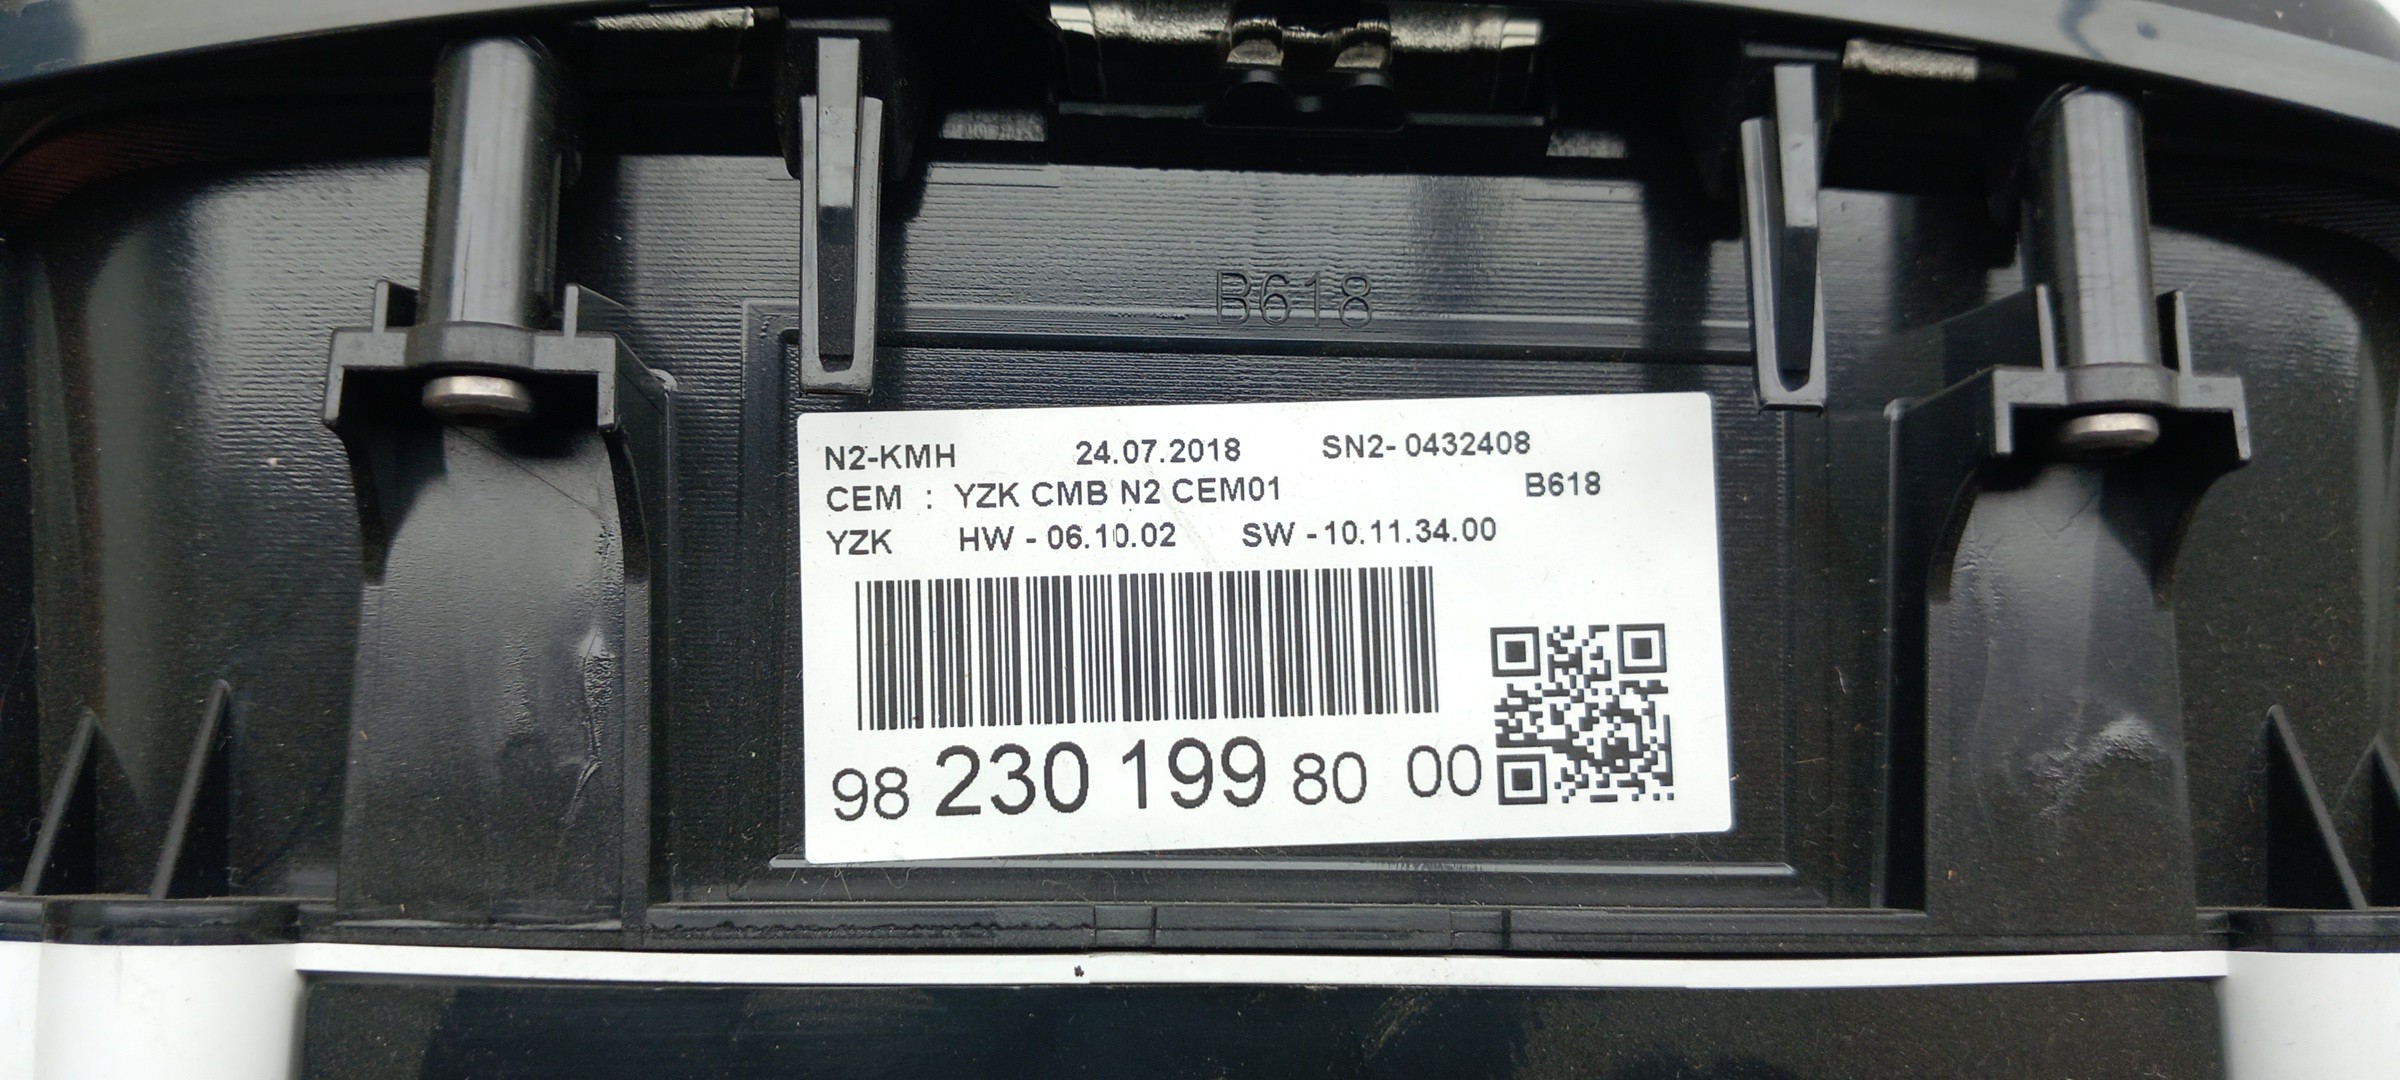 B618
N2-KMH 24.07.2018 SN2- 0432408
CEM : YZK CMB N2 CEM01 B618
YZK HW - 06.10.02 SW -10.11.34.00
98 230 199 80 00